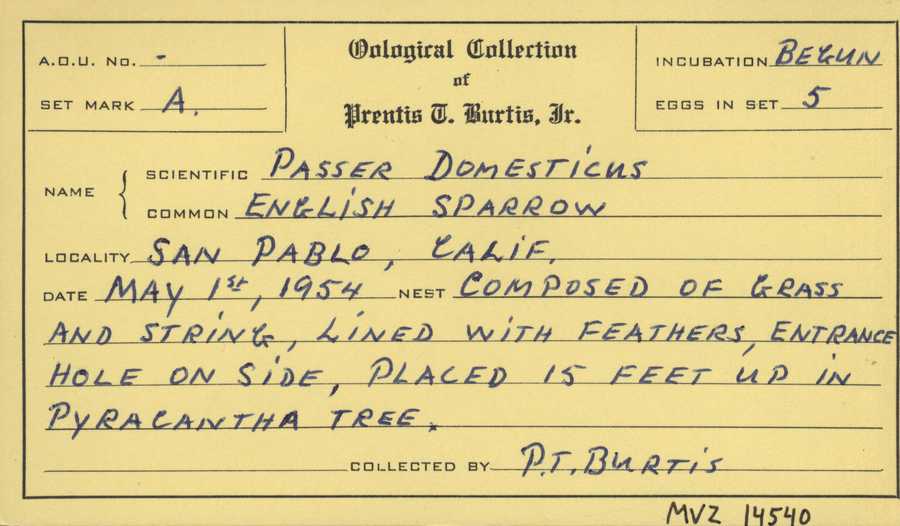 A.O.U. No. -
SET MARK A.
Oological Collection
of
Prentis T. Burtis, Jr.
INCUBATION BEGUN
EGGS IN SET 5
NAME { SCIENTIFIC PASSER DOMESTICUS
COMMON ENGLISH SPARROW
LOCALITY SAN PABLO, CALIF.
DATE MAY 1st, 1954 NEST COMPOSED OF GRASS
AND STRING, LINED WITH FEATHERS, ENTRANCE
HOLE ON SIDE, PLACED 15 FEET UP IN
PYRACANTHA TREE.
COLLECTED BY P.T. BURTIS
MVZ 14540